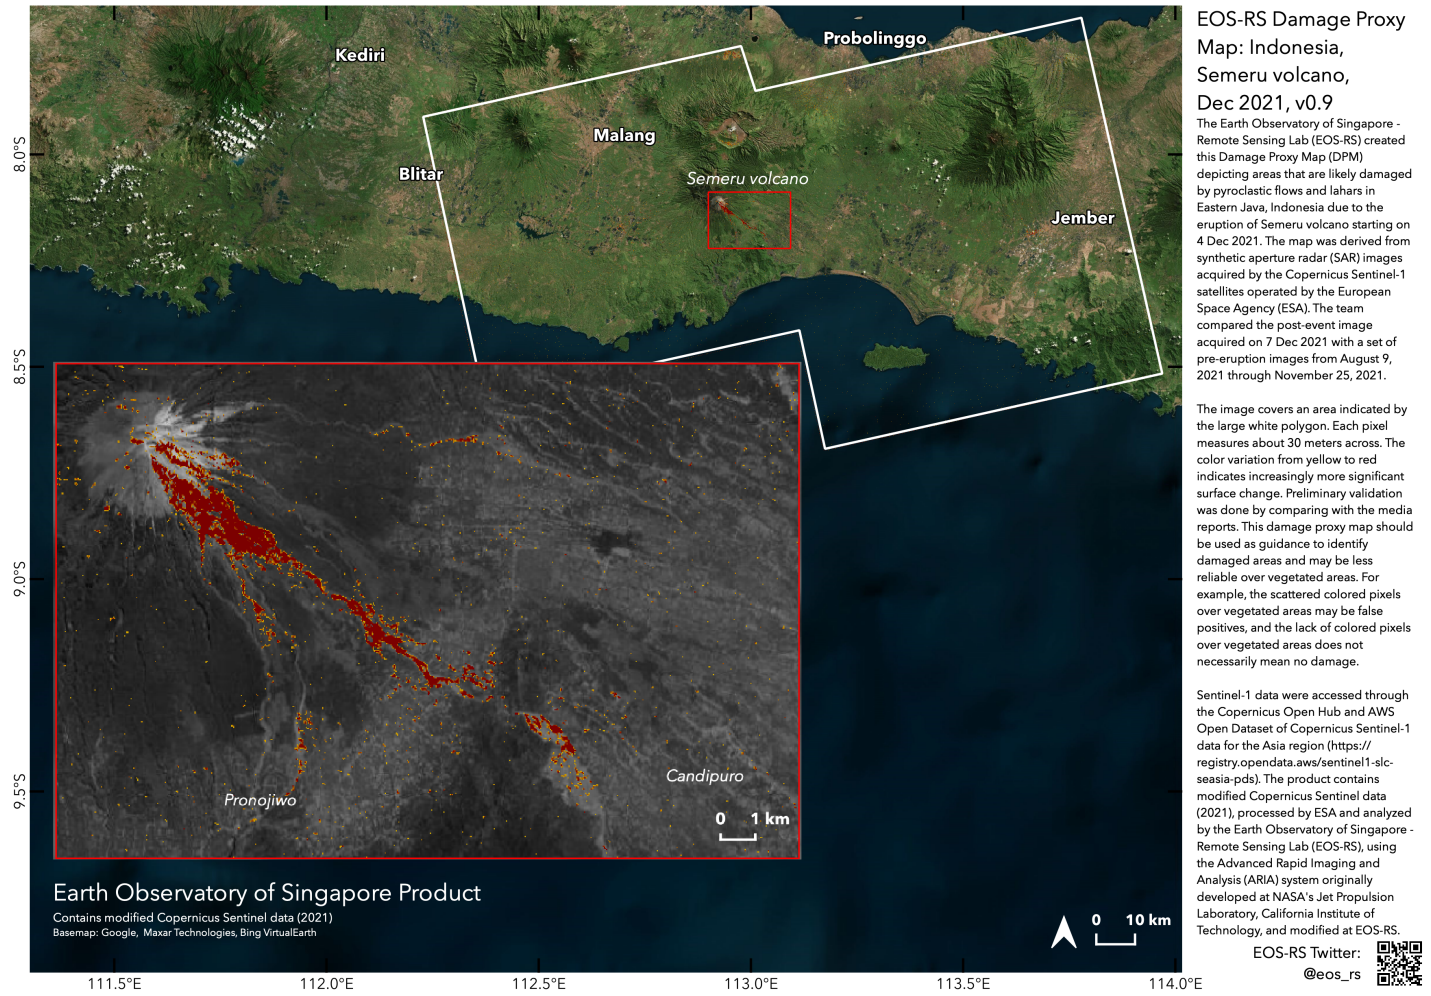 EOS-RS Damage Proxy
Map: Indonesia,
Semeru volcano,
Dec 2021, v0.9
The Earth Observatory of Singapore -
Remote Sensing Lab (EOS-RS) created
this Damage Proxy Map (DPM)
depicting areas that are likely damaged
by pyroclastic flows and lahars in
Eastern Java, Indonesia due to the
eruption of Semeru volcano starting on
4 Dec 2021. The map was derived from
synthetic aperture radar (SAR) images
acquired by the Copernicus Sentinel-1
satellites operated by the European
Space Agency (ESA). The team
compared the post-event image
acquired on 7 Dec 2021 with a set of
pre-eruption images from August 9,
2021 through November 25, 2021.
The image covers an area indicated by
the large white polygon. Each pixel
measures about 30 meters across. The
color variation from yellow to red
indicates increasingly more significant
surface change. Preliminary validation
was done by comparing with the media
reports. This damage proxy map should
be used as guidance to identify
damaged areas and may be less
reliable over vegetated areas. For
example, the scattered colored pixels
over vegetated areas may be false
positives, and the lack of colored pixels
over vegetated areas does not
necessarily mean no damage.
Sentinel-1 data were accessed through
the Copernicus Open Hub and AWS
Open Dataset of Copernicus Sentinel-1
data for the Asia region (https://
registry.opendata.aws/sentinel1-slc-
seasia-pds). The product contains
modified Copernicus Sentinel data
(2021), processed by ESA and analyzed
by the Earth Observatory of Singapore -
Remote Sensing Lab (EOS-RS), using
the Advanced Rapid Imaging and
Analysis (ARIA) system originally
developed at NASA's Jet Propulsion
Laboratory, California Institute of
Technology, and modified at EOS-RS.
EOS-RS Twitter:
@eos_rs
Kediri
Probolinggo
Malang
Blitar
Semeru volcano
Jember
8.0°S
8.5°S
9.0°S
9.5°S
Pronojiwo
Candipuro
0 1 km
Earth Observatory of Singapore Product
Contains modified Copernicus Sentinel data (2021)
Basemap: Google, Maxar Technologies, Bing VirtualEarth
0 10 km
111.5°E 112.0°E 112.5°E 113.0°E 113.5°E 114.0°E